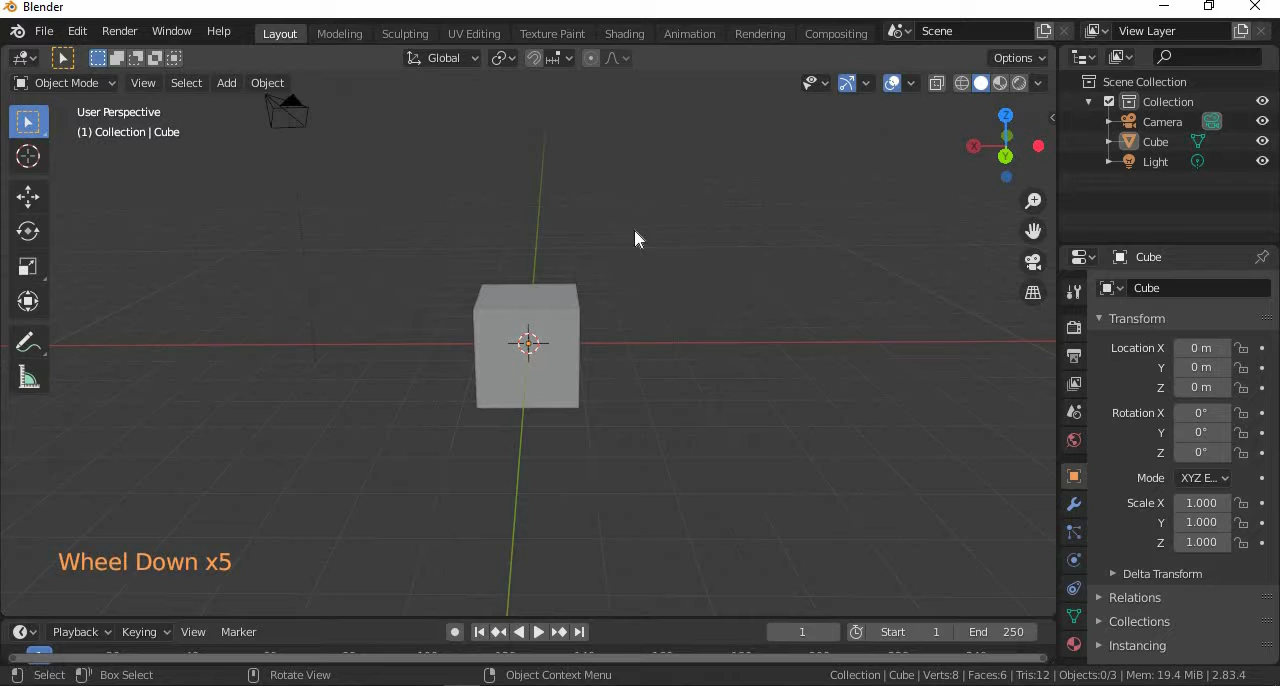 Blender
File Edit Render Window Help Layout Modeling Sculpting UV Editing Texture Paint Shading Animation Rendering Compositing Scene View Layer
Global Options
Object Mode View Select Add Object
User Perspective
(1) Collection | Cube
Z
X
Y
Scene Collection
Collection
Camera
Cube
Light
Cube
Cube
Transform
Location X 0 m
Y 0 m
Z 0 m
Rotation X 0°
Y 0°
Z 0°
Mode XYZ E...
Scale X 1.000
Y 1.000
Z 1.000
Delta Transform
Relations
Collections
Instancing
Wheel Down x5
Playback Keying View Marker 1 Start 1 End 250
Select Box Select Rotate View Object Context Menu Collection | Cube | Verts:8 | Faces:6 | Tris:12 | Objects:0/3 | Mem: 19.4 MiB | 2.83.4